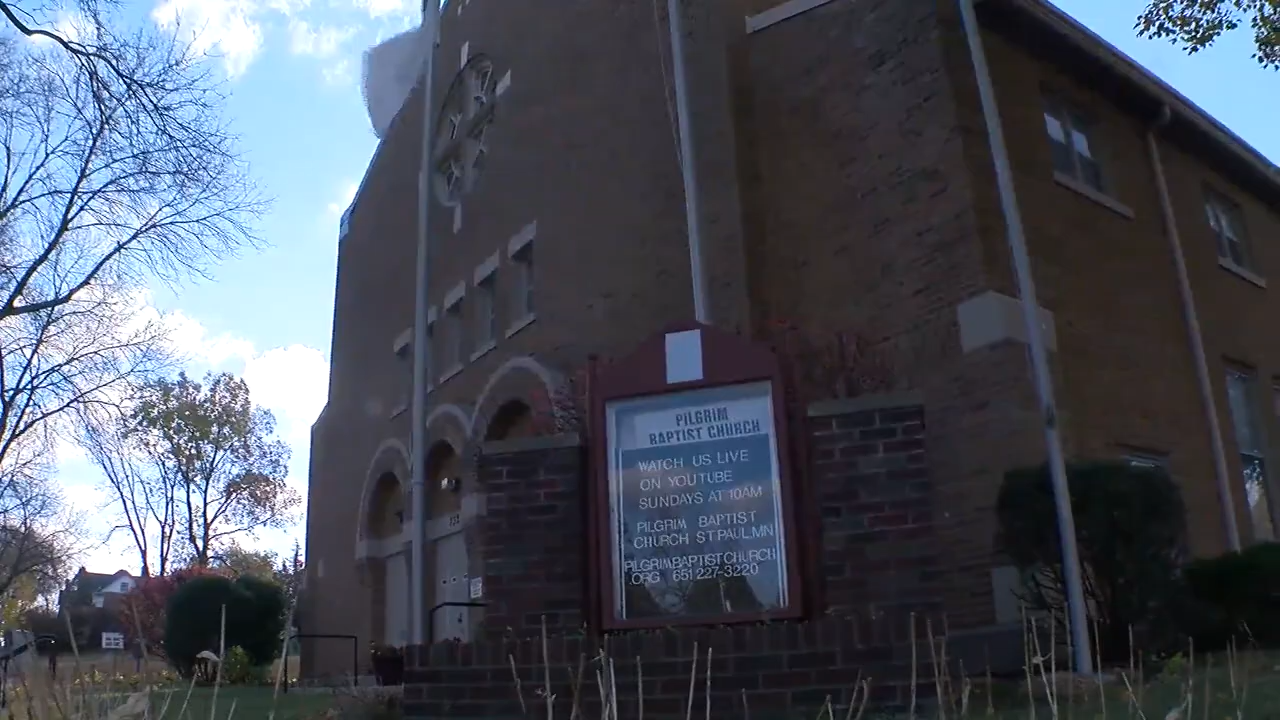 PILGRIM
BAPTIST CHURCH
WATCH US LIVE
ON YOUTUBE
SUNDAYS AT 10AM
PILGRIM BAPTIST
CHURCH ST PAUL, MN
PILGRIMBAPTISTCHURCH
.ORG 651 227-3220